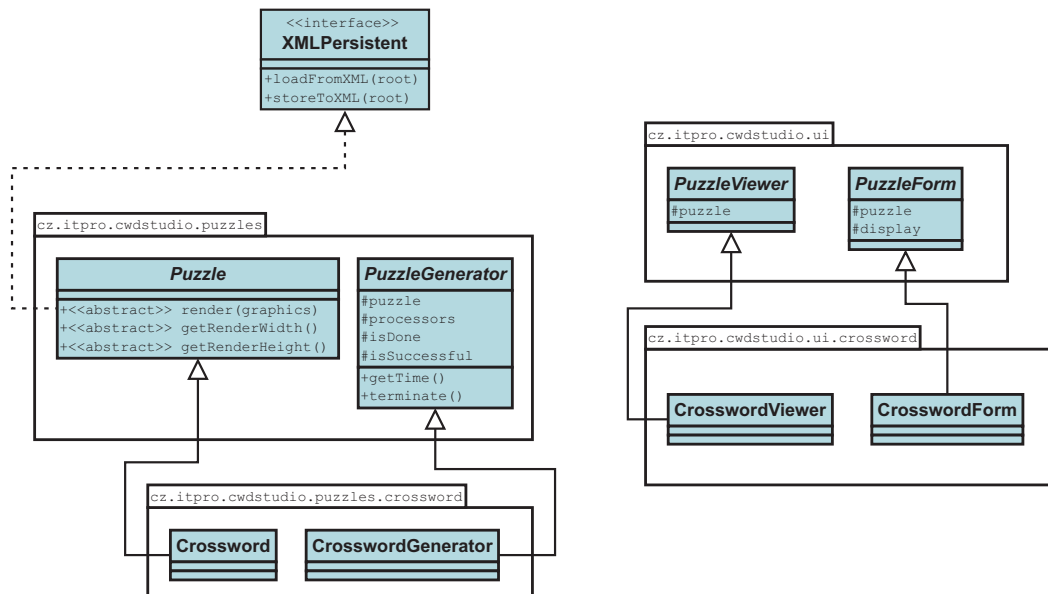 <<interface>>
XMLPersistent
+loadFromXML(root)
+storeToXML(root)
cz.itpro.cwdstudio.puzzles
Puzzle
+<<abstract>> render(graphics)
+<<abstract>> getRenderWidth()
+<<abstract>> getRenderHeight()
PuzzleGenerator
#puzzle
#processors
#isDone
#isSuccessful
+getTime()
+terminate()
cz.itpro.cwdstudio.puzzles.crossword
Crossword
CrosswordGenerator
cz.itpro.cwdstudio.ui
PuzzleViewer
#puzzle
PuzzleForm
#puzzle
#display
cz.itpro.cwdstudio.ui.crossword
CrosswordViewer
CrosswordForm